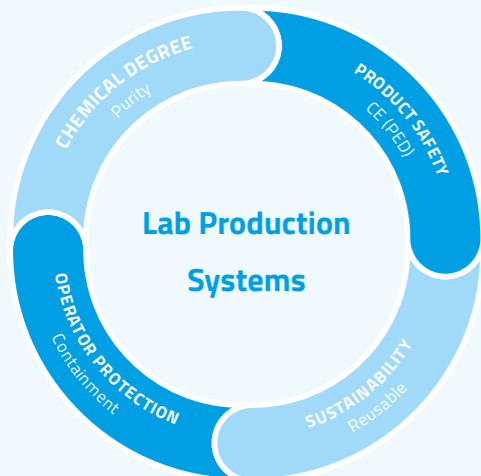 CHEMICAL DEGREE
Purity
PRODUCT SAFETY
CE (PED)
Lab Production
Systems
OPERATOR PROTECTION
Containment
SUSTAINABILITY
Reusable